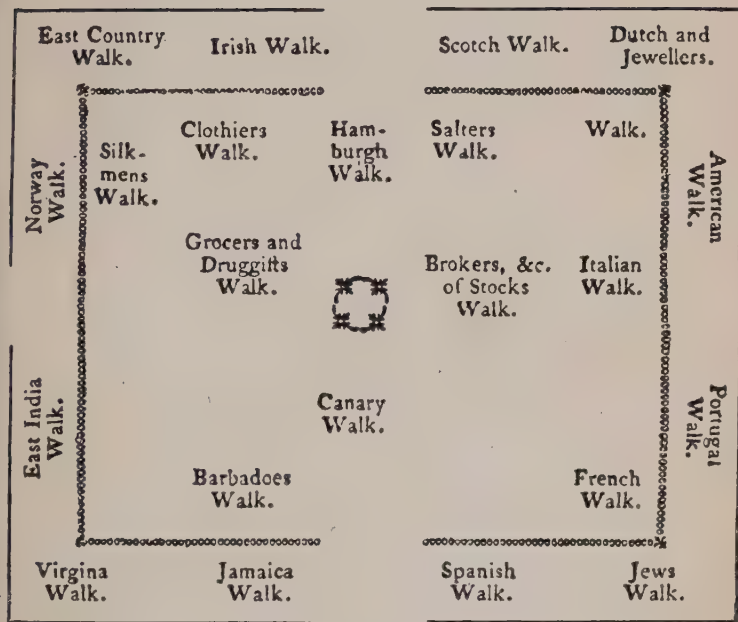 East Country
Walk.
Irish Walk.
Scotch Walk.
Dutch and
Jewellers.
Norway
Walk.
Silk-
mens
Walk.
Clothiers
Walk.
Ham-
burgh
Walk.
Salters
Walk.
Walk.
American
Walk.
Grocers and
Druggiſts
Walk.
Brokers, &c.
of Stocks
Walk.
Italian
Walk.
East India
Walk.
Canary
Walk.
Portugal
Walk.
Barbadoes
Walk.
French
Walk.
Virgina
Walk.
Jamaica
Walk.
Spanish
Walk.
Jews
Walk.